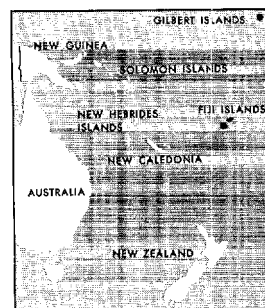 GILBERT ISLANDS
NEW GUINEA
SOLOMON ISLANDS
NEW HEBRIDES
ISLANDS
FIJI ISLANDS
NEW CALEDONIA
AUSTRALIA
NEW ZEALAND